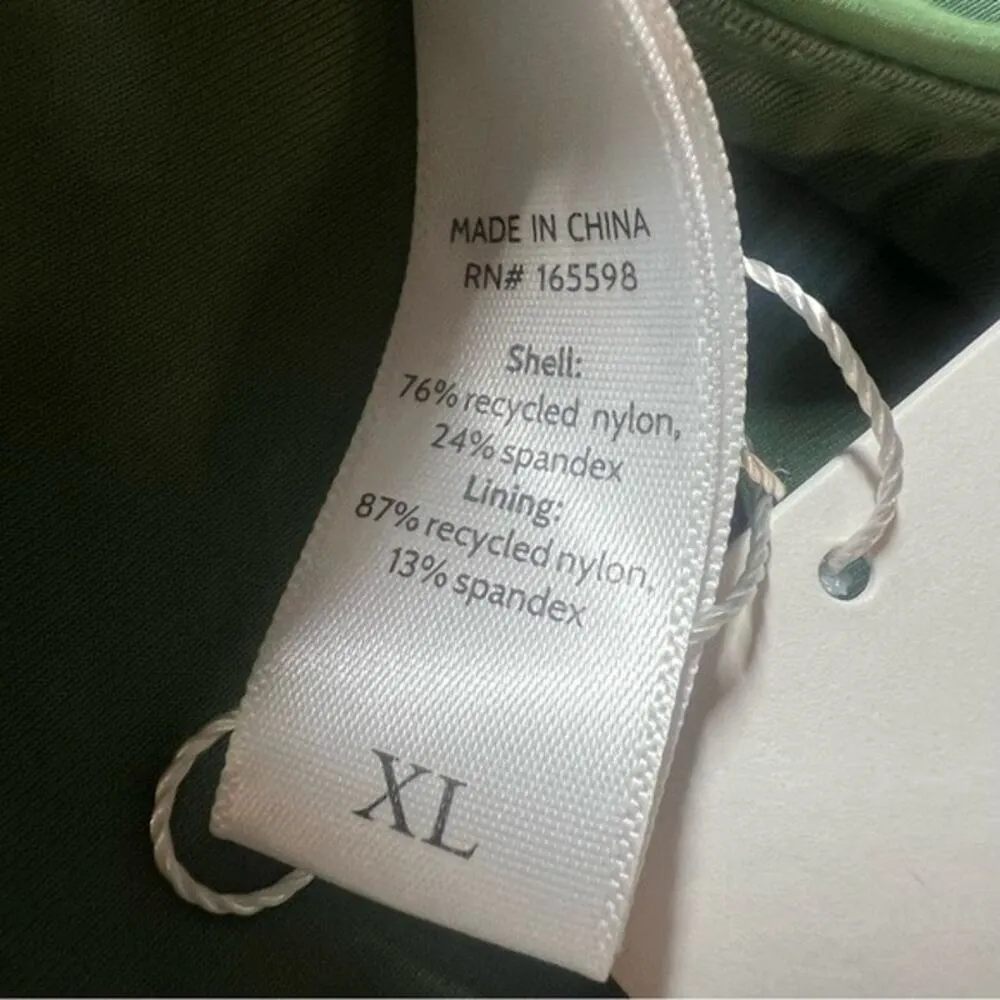 MADE IN CHINA
RN# 165598
Shell:
76% recycled nylon,
24% spandex
Lining:
87% recycled nylon,
13% spandex
XL